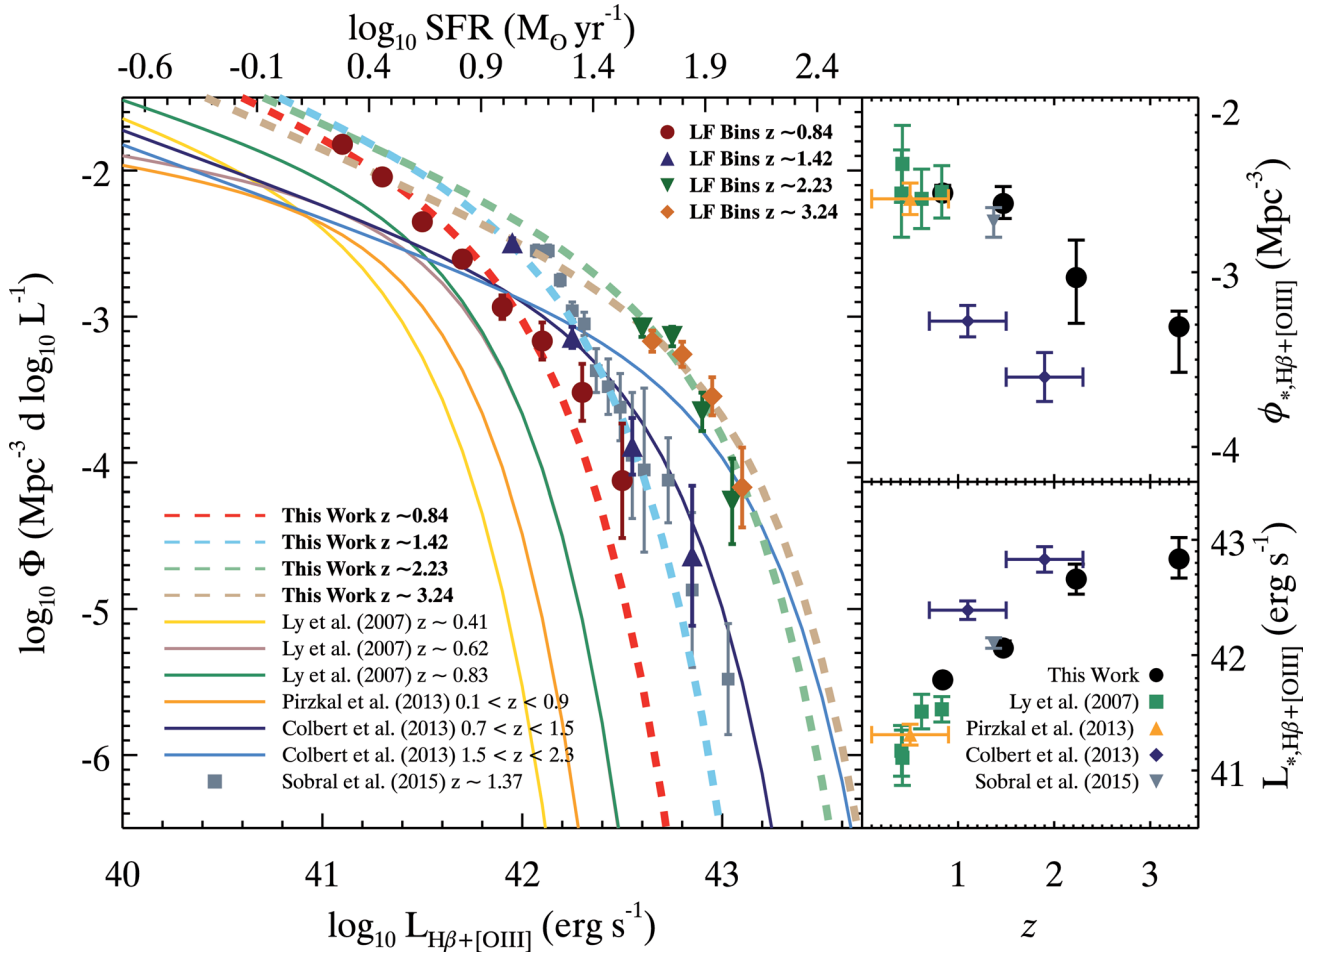 log10 SFR (M⊙ yr-1)
-0.6 -0.1 0.4 0.9 1.4 1.9 2.4
LF Bins z ~0.84
LF Bins z ~1.42
LF Bins z ~2.23
LF Bins z ~ 3.24
-2
-3
-4
-5
-6
log10 Φ (Mpc-3 d log10 L-1)
This Work z ~0.84
This Work z ~1.42
This Work z ~2.23
This Work z ~ 3.24
Ly et al. (2007) z ~ 0.41
Ly et al. (2007) z ~ 0.62
Ly et al. (2007) z ~ 0.83
Pirzkal et al. (2013) 0.1 < z < 0.9
Colbert et al. (2013) 0.7 < z < 1.5
Colbert et al. (2013) 1.5 < z < 2.3
Sobral et al. (2015) z ~ 1.37
40 41 42 43
log10 LHβ+[OIII] (erg s-1)
-2
-3
-4
ϕ*,Hβ+[OIII] (Mpc-3)
43
42
41
L*,Hβ+[OIII] (erg s-1)
This Work
Ly et al. (2007)
Pirzkal et al. (2013)
Colbert et al. (2013)
Sobral et al. (2015)
1 2 3
z